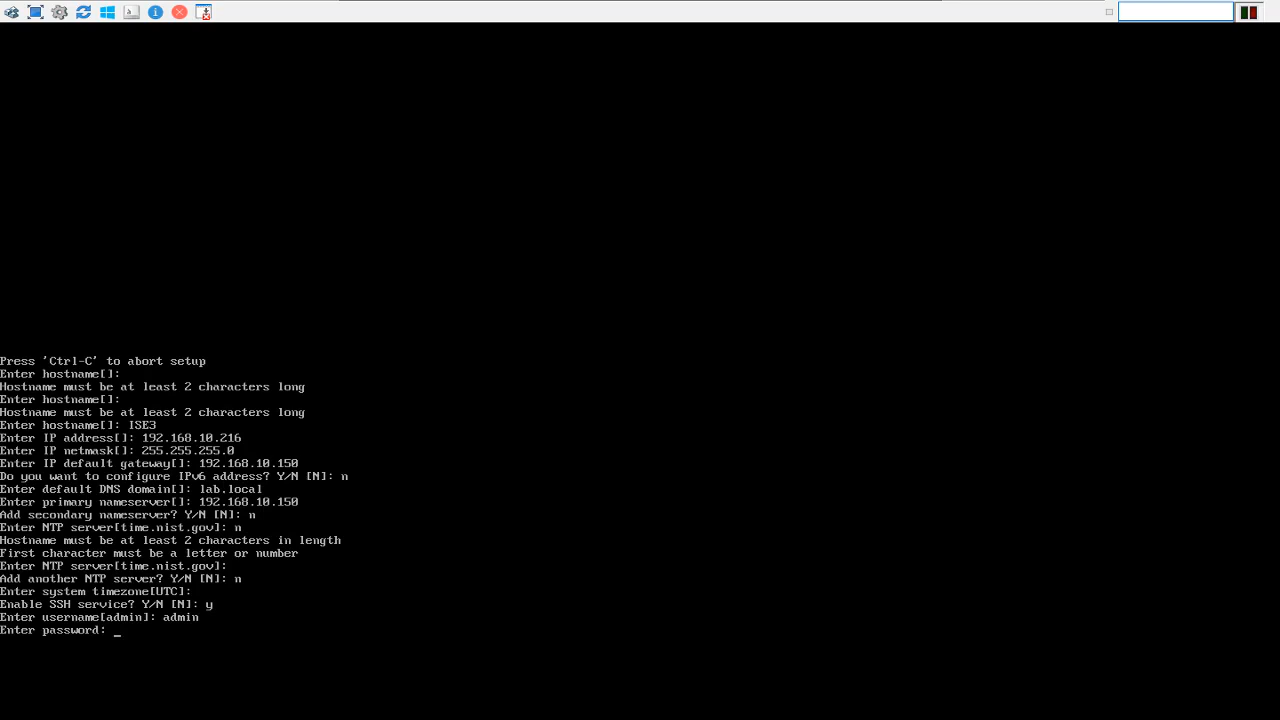 Press 'Ctrl-C' to abort setup
Enter hostname[]:
Hostname must be at least 2 characters long
Enter hostname[]:
Hostname must be at least 2 characters long
Enter hostname[]: ISE3
Enter IP address[]: 192.168.10.216
Enter IP netmask[]: 255.255.255.0
Enter IP default gateway[]: 192.168.10.150
Do you want to configure IPv6 address? Y/N [N]: n
Enter default DNS domain[]: lab.local
Enter primary nameserver[]: 192.168.10.150
Add secondary nameserver? Y/N [N]: n
Enter NTP server[time.nist.gov]: n
Hostname must be at least 2 characters in length
First character must be a letter or number
Enter NTP server[time.nist.gov]:
Add another NTP server? Y/N [N]: n
Enter system timezone[UTC]:
Enable SSH service? Y/N [N]: y
Enter username[admin]: admin
Enter password: _